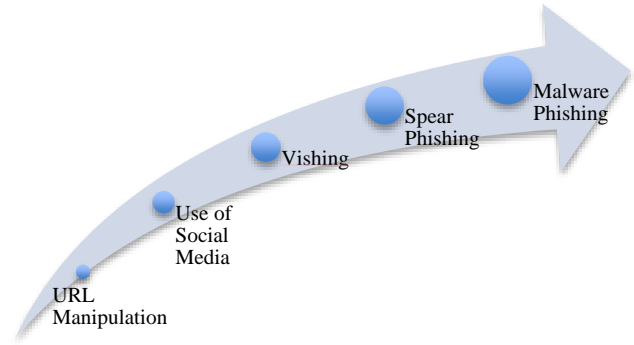 URL
Manipulation
Use of
Social
Media
Vishing
Spear
Phishing
Malware
Phishing